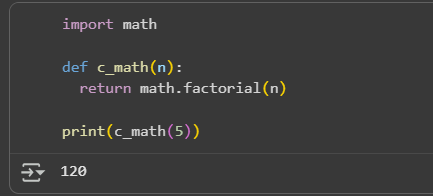 import math
def c_math(n):
  return math.factorial(n)
print(c_math(5))
120